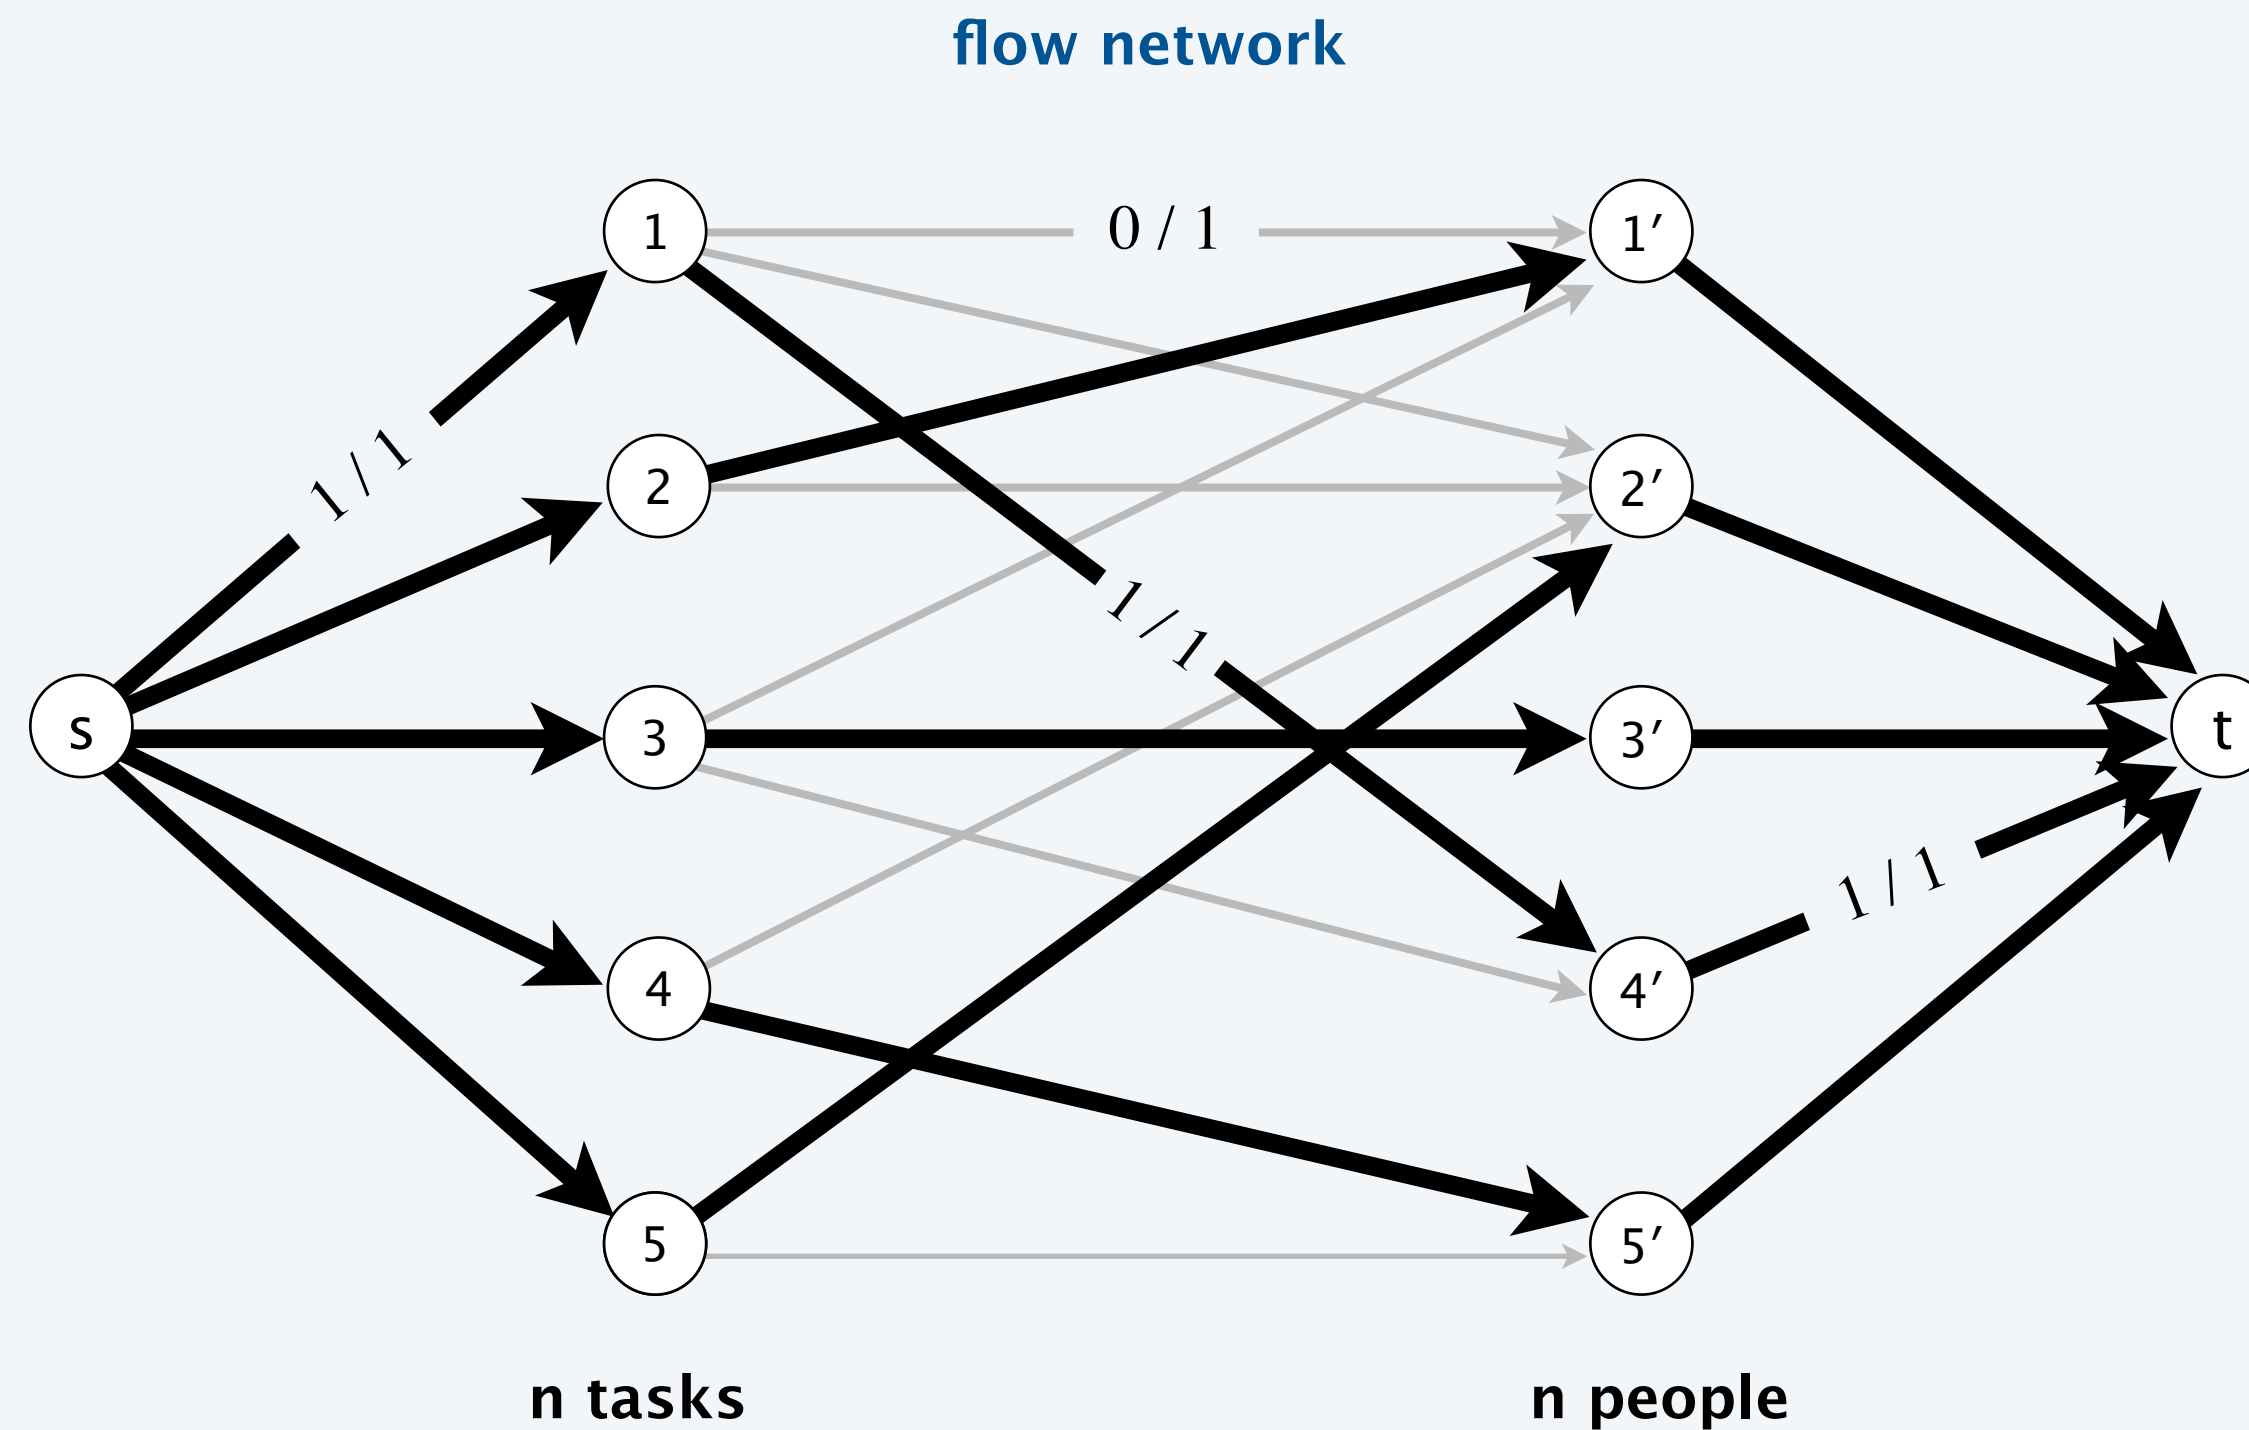 flow network
1
0 / 1
1′
1 / 1
2
2′
1 / 1
s
3
3′
t
1 / 1
4
4′
5
5′
n tasks
n people